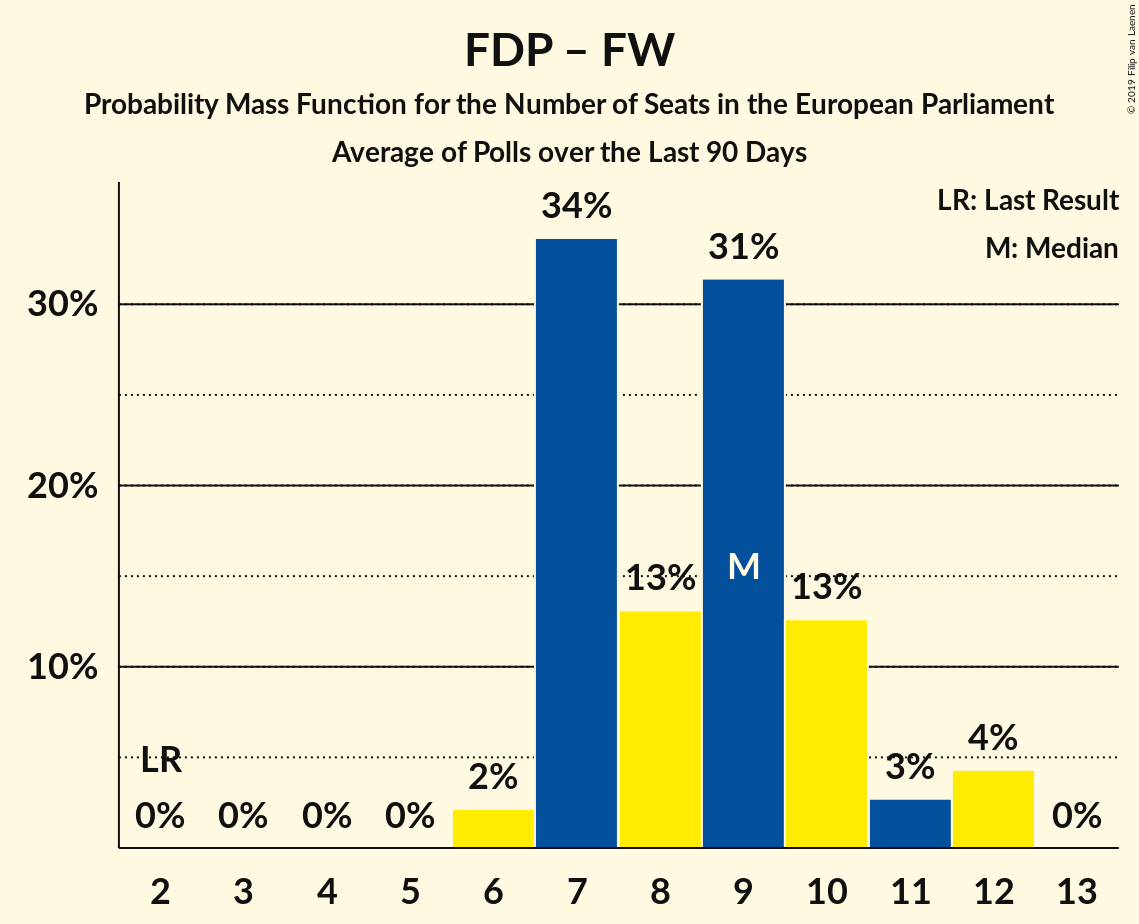 FDP – FW
Probability Mass Function for the Number of Seats in the European Parliament
Average of Polls over the Last 90 Days
© 2019 Filip van Laenen
LR: Last Result
M: Median
34%
31%
30%
20%
13%
M
13%
10%
LR
4%
3%
2%
0%
0%
0%
0%
0%
2 3 4 5 6 7 8 9 10 11 12 13